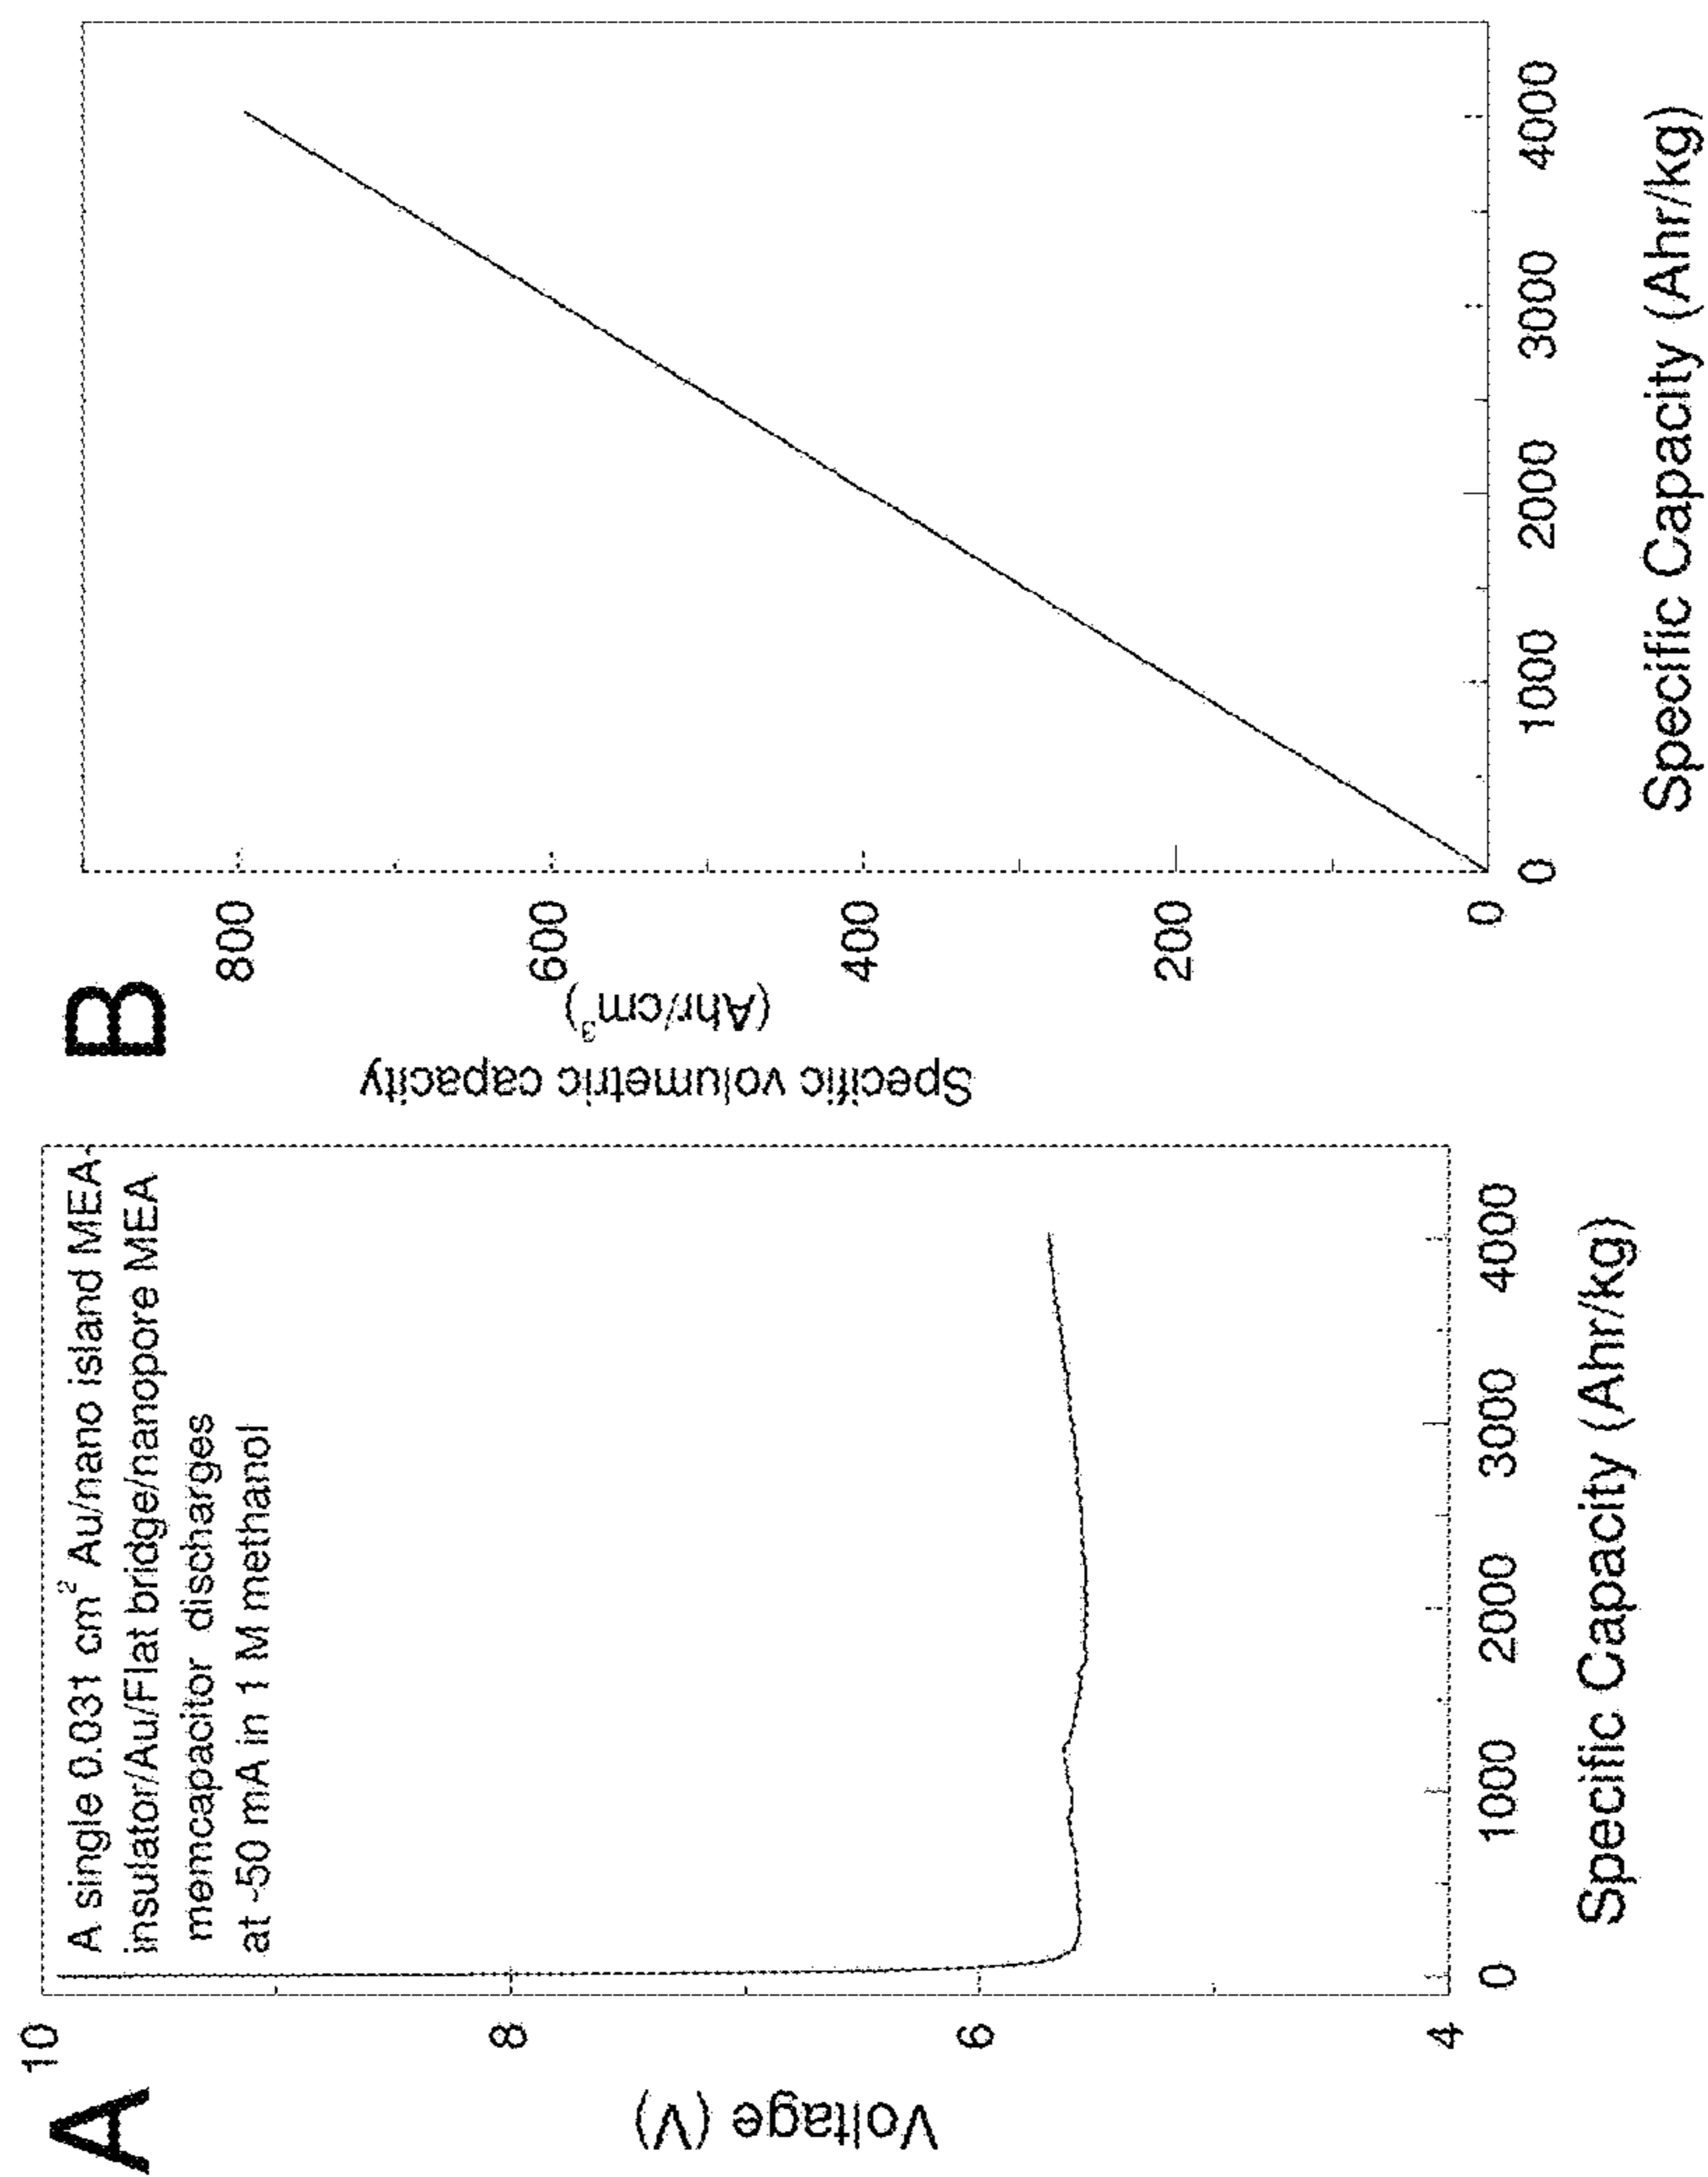 A
A single 0.031 cm² Au/nano island MEA-
insulator/Au/Flat bridge/nanopore MEA
memcapacitor discharges
at -50 mA in 1 M methanol
Voltage (V)
10
8
6
4
0 1000 2000 3000 4000
Specific Capacity (Ahr/kg)
B
Specific volumetric capacity
(Ahr/cm³)
800
600
400
200
0
0 1000 2000 3000 4000
Specific Capacity (Ahr/kg)